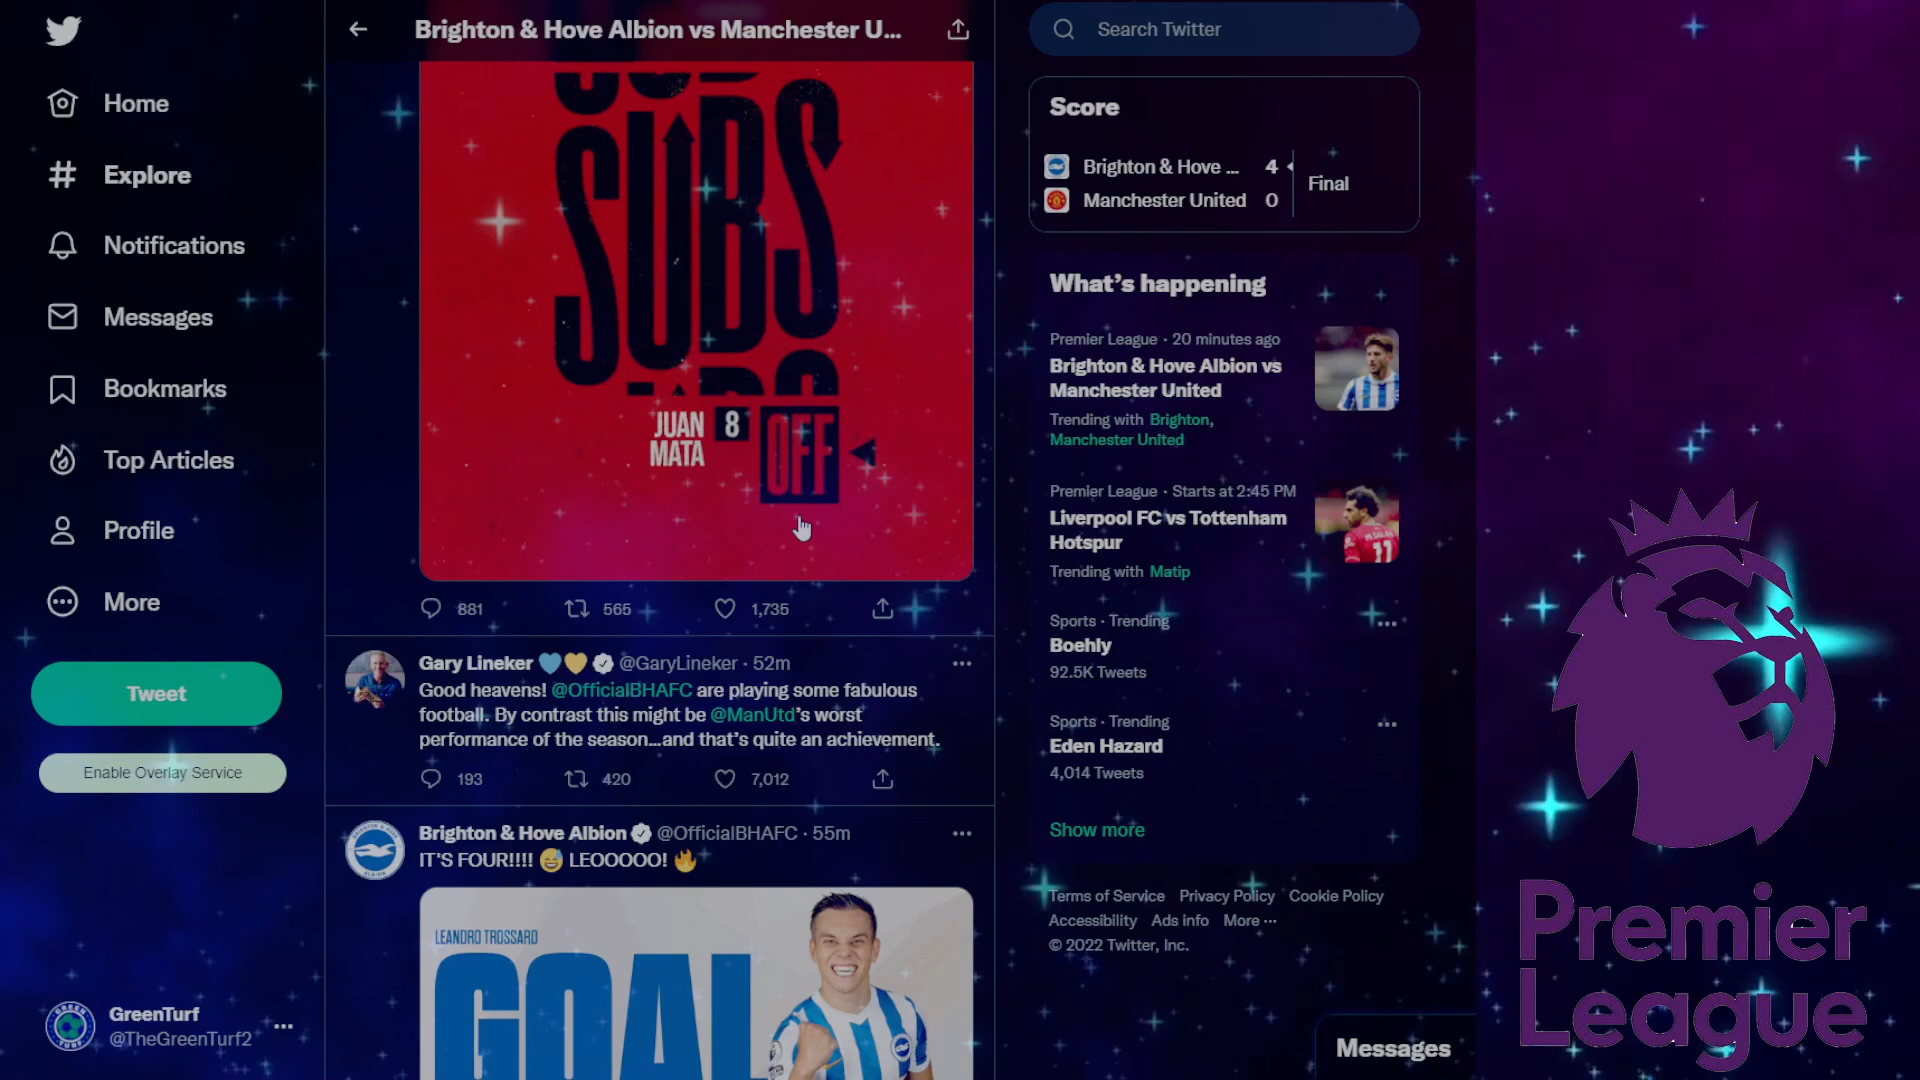 Home
Explore
Notifications
Messages
Bookmarks
Top Articles
Profile
More
Tweet
Enable Overlay Service
GreenTurf
@TheGreenTurf2
Brighton & Hove Albion vs Manchester U...
SUBS
JUAN MATA 8
OFF
881 565 1,735
Gary Lineker @GaryLineker · 52m
Good heavens! @OfficialBHAFC are playing some fabulous
football. By contrast this might be @ManUtd's worst
performance of the season...and that's quite an achievement.
193 420 7,012
Brighton & Hove Albion @OfficialBHAFC · 55m
IT'S FOUR!!!! 😅 LEOOOOO! 🔥
LEANDRO TROSSARD
GOAL
Search Twitter
Score
Brighton & Hove ... 4
Manchester United 0
Final
What's happening
Premier League · 20 minutes ago
Brighton & Hove Albion vs
Manchester United
Trending with Brighton,
Manchester United
Premier League · Starts at 2:45 PM
Liverpool FC vs Tottenham
Hotspur
Trending with Matip
M.SALAH
11
Sports · Trending
Boehly
92.5K Tweets
Sports · Trending
Eden Hazard
4,014 Tweets
Show more
Terms of Service Privacy Policy Cookie Policy
Accessibility Ads info More ···
© 2022 Twitter, Inc.
Messages
Premier
League